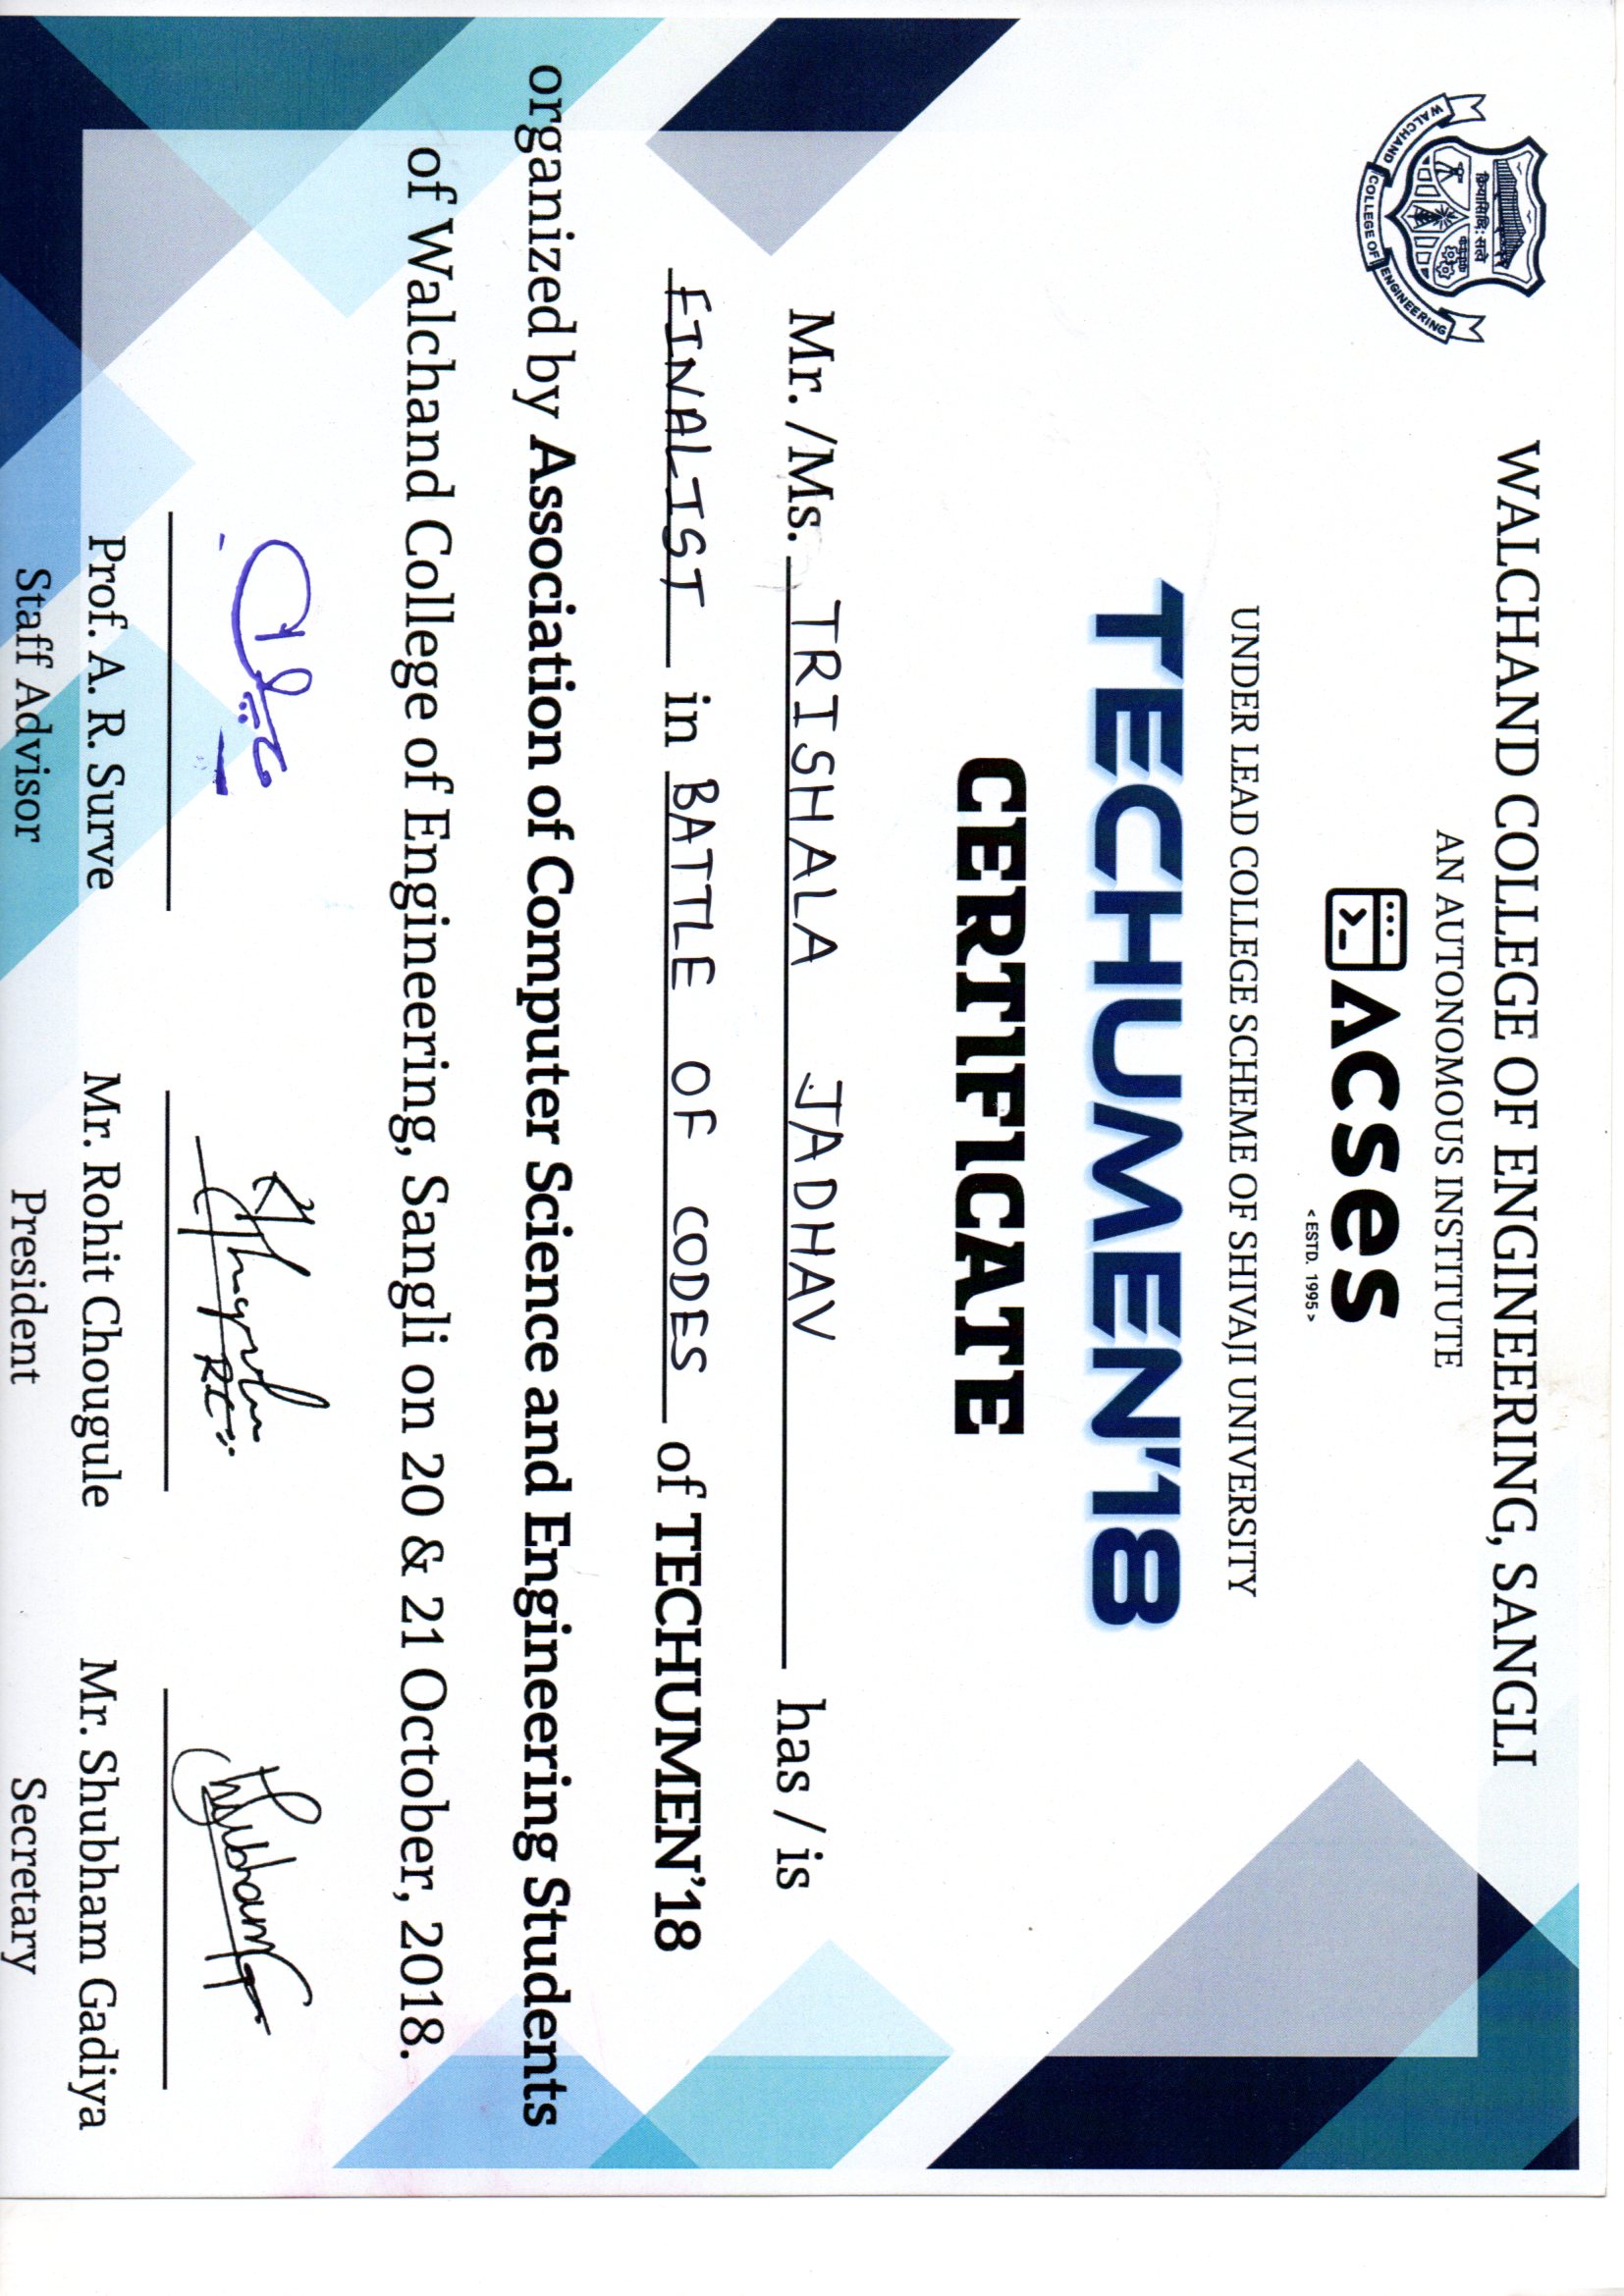 WALCHAND COLLEGE OF ENGINEERING, SANGLI
AN AUTONOMOUS INSTITUTE
क्रियासिद्धि: सत्वे
WALCHAND COLLEGE OF ENGINEERING
ACSES
< ESTD. 1995 >
UNDER LEAD COLLEGE SCHEME OF SHIVAJI UNIVERSITY
TECHUMEN'18
CERTIFICATE
Mr. /Ms. TRISHALA JADHAV has / is
FINALIST in BATTLE OF CODES of TECHUMEN'18
organized by Association of Computer Science and Engineering Students
of Walchand College of Engineering, Sangli on 20 & 21 October, 2018.
R.C
Shubham G
Prof. A. R. Surve Mr. Rohit Chougule Mr. Shubham Gadiya
Staff Advisor President Secretary